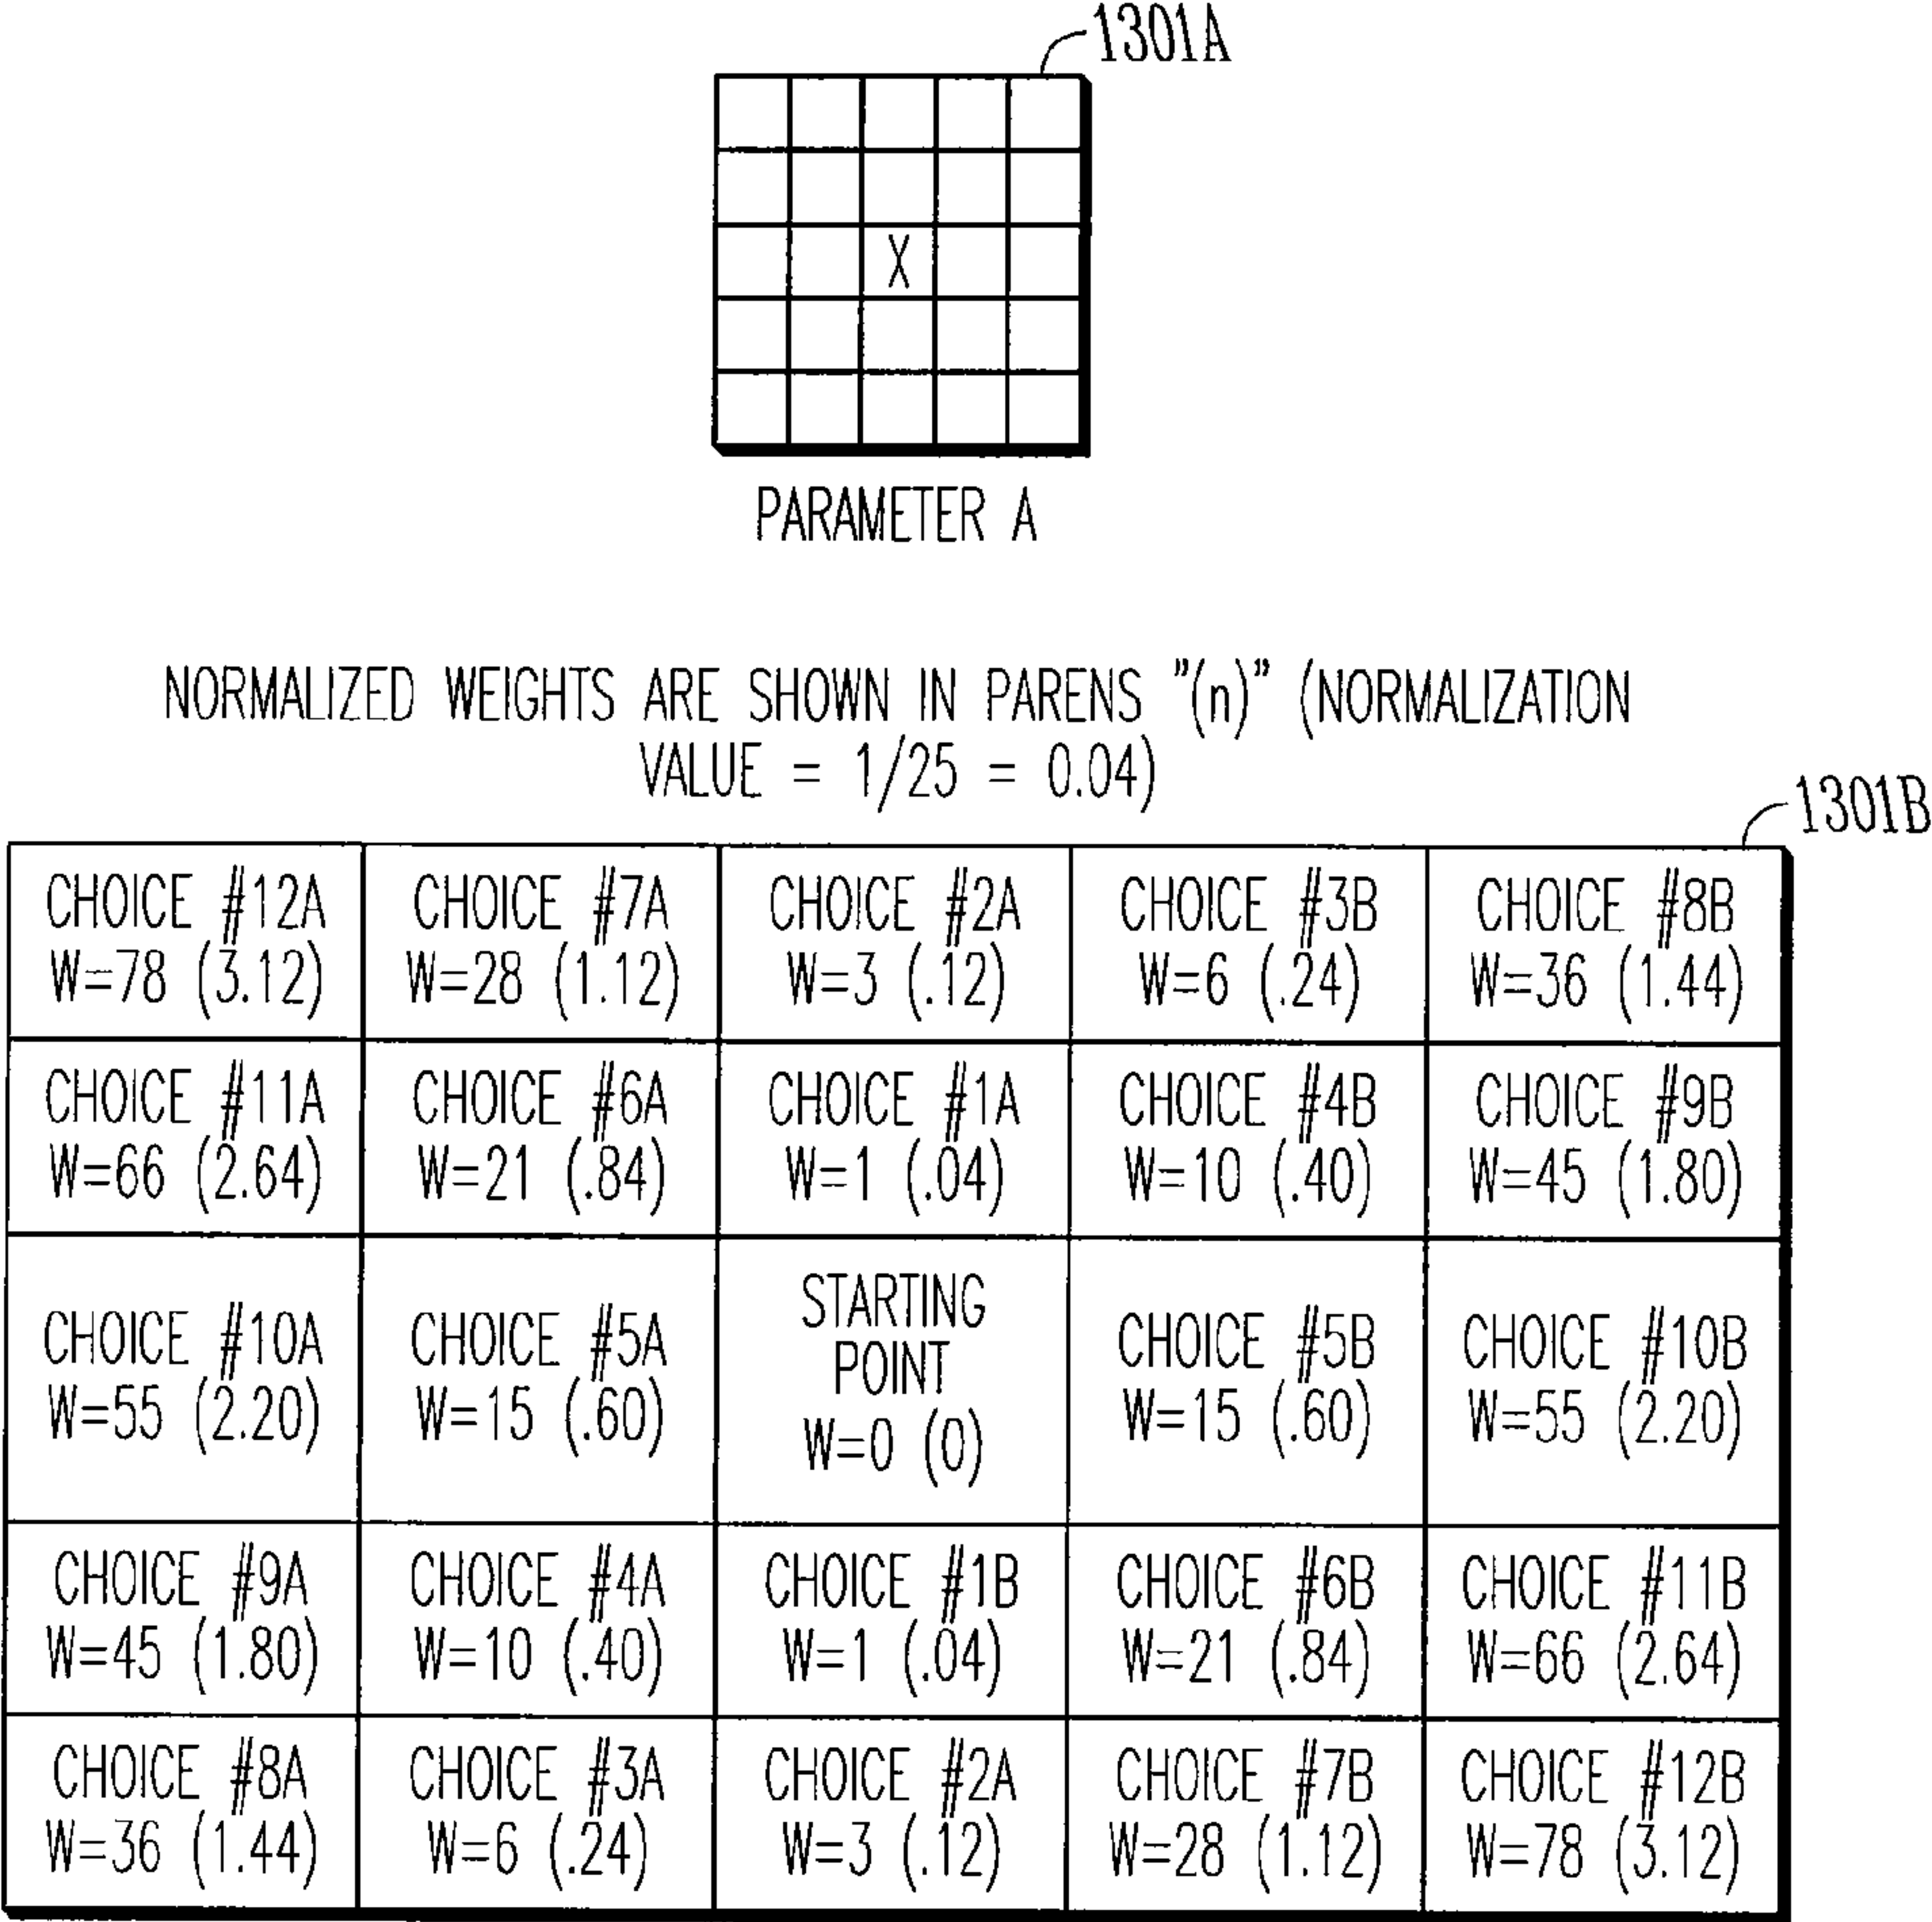 1301A
X
PARAMETER A
NORMALIZED WEIGHTS ARE SHOWN IN PARENS "(n)" (NORMALIZATION
VALUE = 1/25 = 0.04)
1301B
CHOICE #12A
W=78 (3.12)
CHOICE #7A
W=28 (1.12)
CHOICE #2A
W=3 (.12)
CHOICE #3B
W=6 (.24)
CHOICE #8B
W=36 (1.44)
CHOICE #11A
W=66 (2.64)
CHOICE #6A
W=21 (.84)
CHOICE #1A
W=1 (.04)
CHOICE #4B
W=10 (.40)
CHOICE #9B
W=45 (1.80)
CHOICE #10A
W=55 (2.20)
CHOICE #5A
W=15 (.60)
STARTING
POINT
W=0 (0)
CHOICE #5B
W=15 (.60)
CHOICE #10B
W=55 (2.20)
CHOICE #9A
W=45 (1.80)
CHOICE #4A
W=10 (.40)
CHOICE #1B
W=1 (.04)
CHOICE #6B
W=21 (.84)
CHOICE #11B
W=66 (2.64)
CHOICE #8A
W=36 (1.44)
CHOICE #3A
W=6 (.24)
CHOICE #2A
W=3 (.12)
CHOICE #7B
W=28 (1.12)
CHOICE #12B
W=78 (3.12)